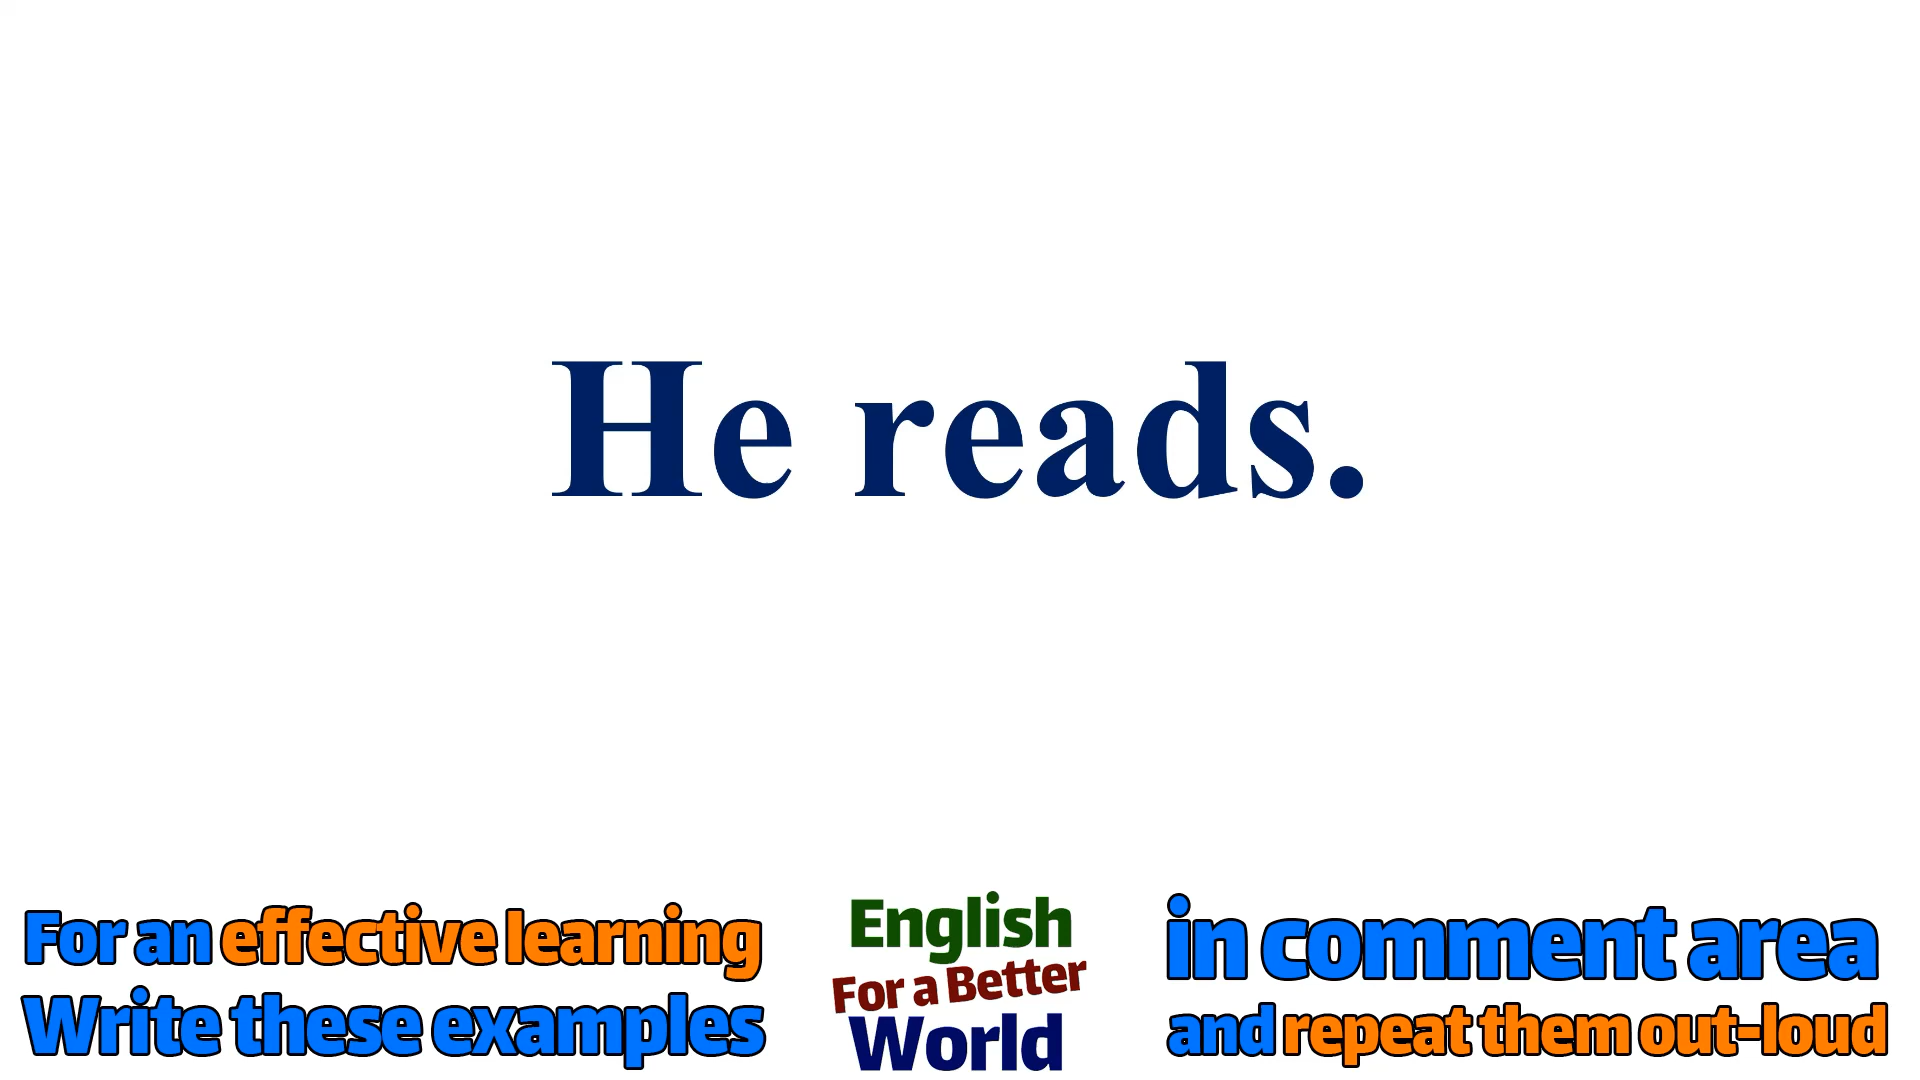 He reads.
For an effective learning
Write these examples
English
For a Better
World
in comment area
and repeat them out-loud